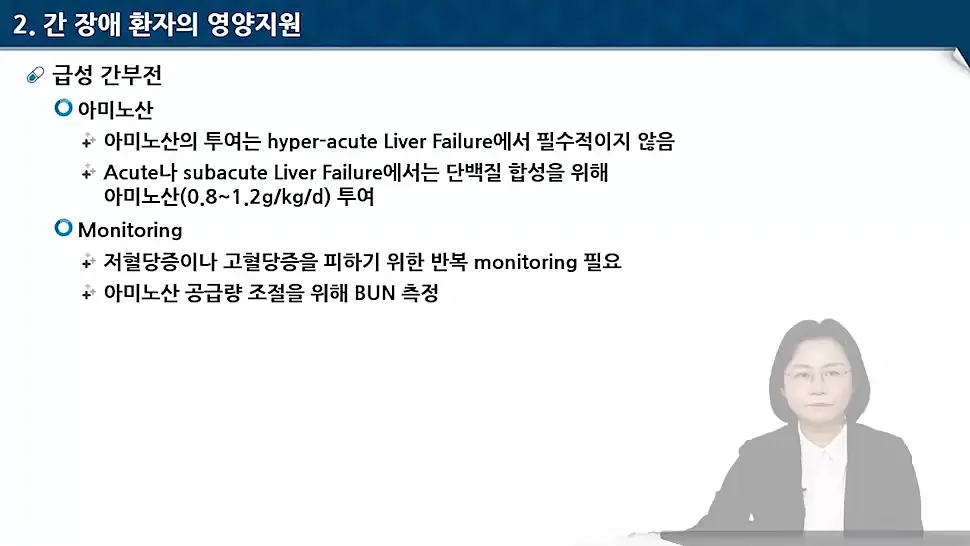 2. 간 장애 환자의 영양지원
급성 간부전
아미노산
아미노산의 투여는 hyper-acute Liver Failure에서 필수적이지 않음
Acute나 subacute Liver Failure에서는 단백질 합성을 위해
아미노산(0.8~1.2g/kg/d) 투여
Monitoring
저혈당증이나 고혈당증을 피하기 위한 반복 monitoring 필요
아미노산 공급량 조절을 위해 BUN 측정